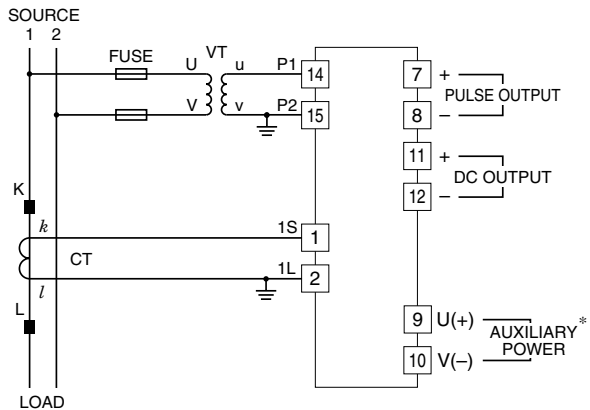 SOURCE
1 2
FUSE
VT
U u P1 14
V v P2 15
7 +
PULSE OUTPUT
8 –
11 +
DC OUTPUT
12 –
K
k 1S 1
CT
l 1L 2
L
9 U(+)
AUXILIARY*
POWER
10 V(–)
LOAD